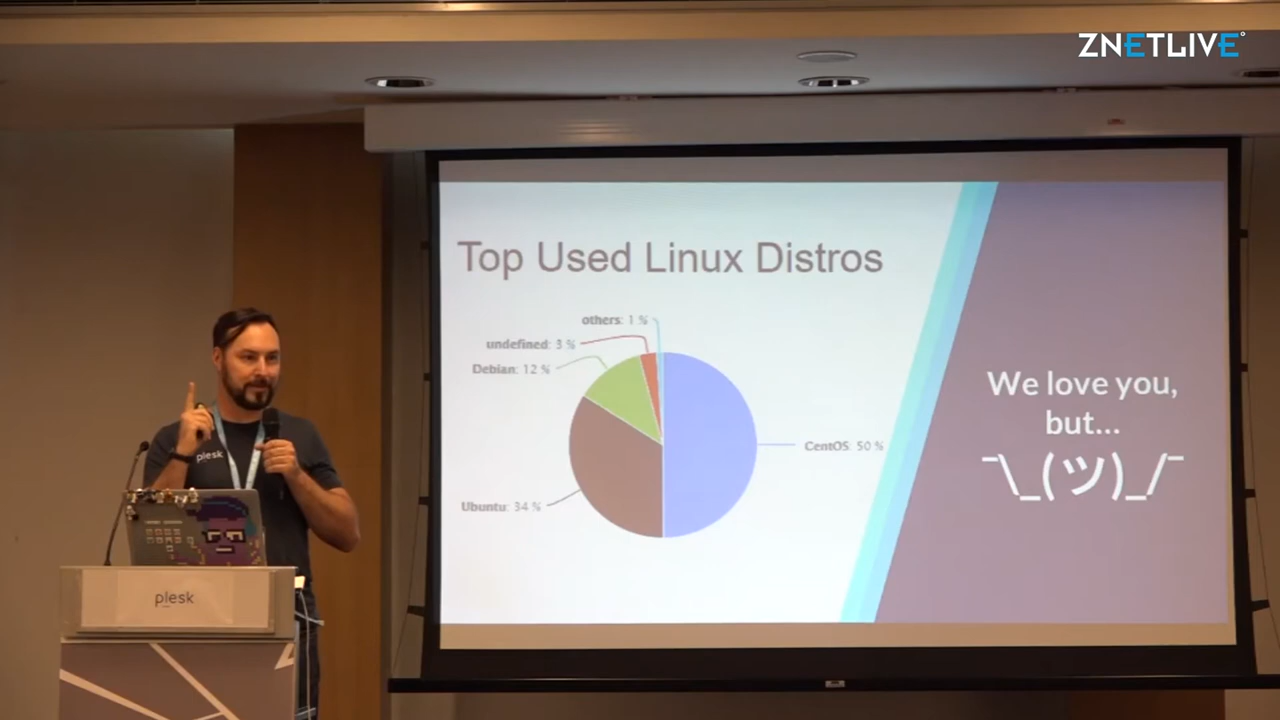 ZNETLIVE
Top Used Linux Distros
others: 1 %
undefined: 3 %
Debian: 12 %
CentOS: 50 %
Ubuntu: 34 %
We love you,
but...
¯\_(ツ)_/¯
plesk
plesk